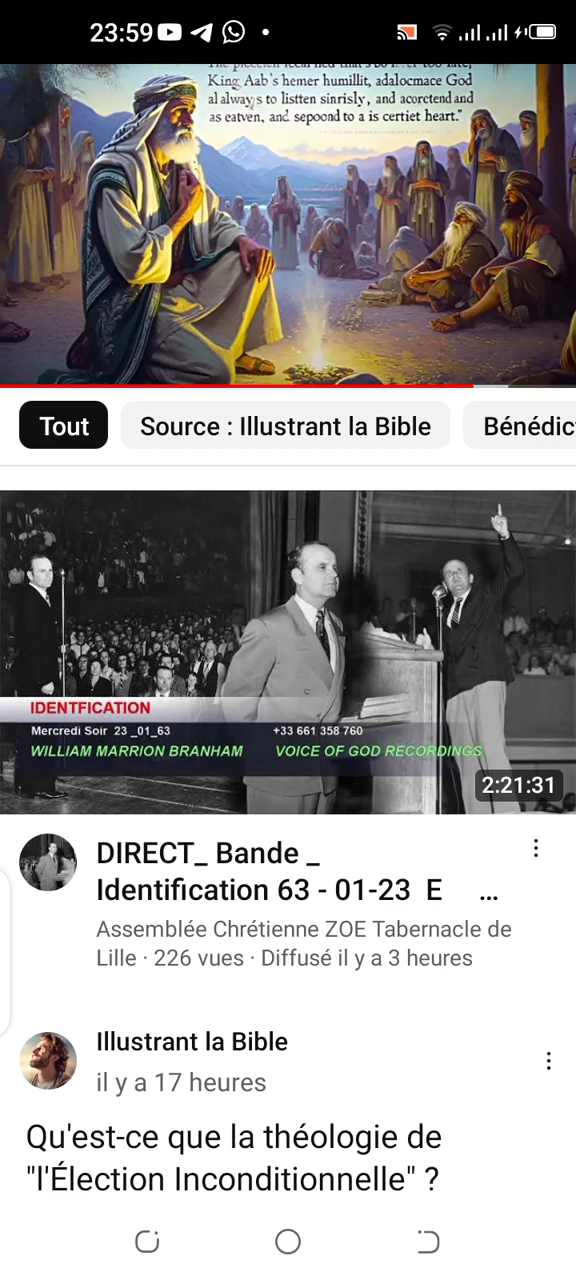 23:59
King Aab's hemer humillit, adalocmace God
al always to listten sinrisly, and acoretend and
as eatven, and sepoond to a is certiet heart."
Tout
Source : Illustrant la Bible
Bénédic
IDENTFICATION
Mercredi Soir 23 _01_63
+33 661 358 760
WILLIAM MARRION BRANHAM
VOICE OF GOD RECORDINGS
2:21:31
DIRECT_ Bande _
Identification 63 - 01-23 E ...
Assemblée Chrétienne ZOE Tabernacle de
Lille · 226 vues · Diffusé il y a 3 heures
Illustrant la Bible
il y a 17 heures
Qu'est-ce que la théologie de
"l'Élection Inconditionnelle" ?